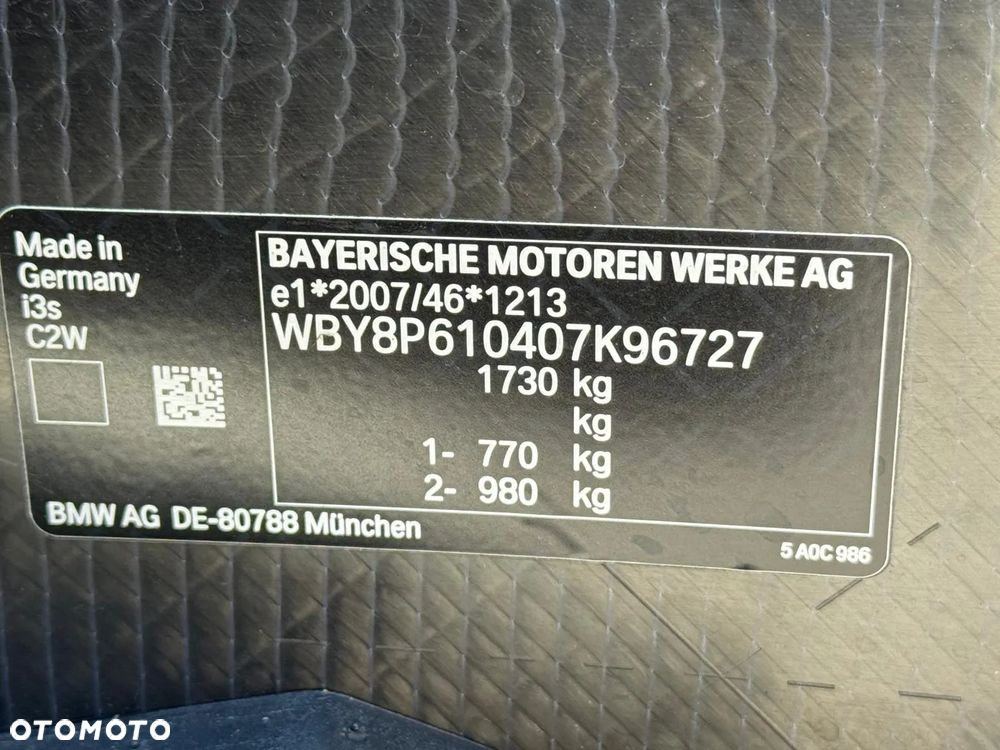 Made in
Germany
i3s
C2W
BAYERISCHE MOTOREN WERKE AG
e1*2007/46*1213
WBY8P610407K96727
1730 kg
kg
1- 770 kg
2- 980 kg
BMW AG DE-80788 München
5 A0C 986
OTOMOTO